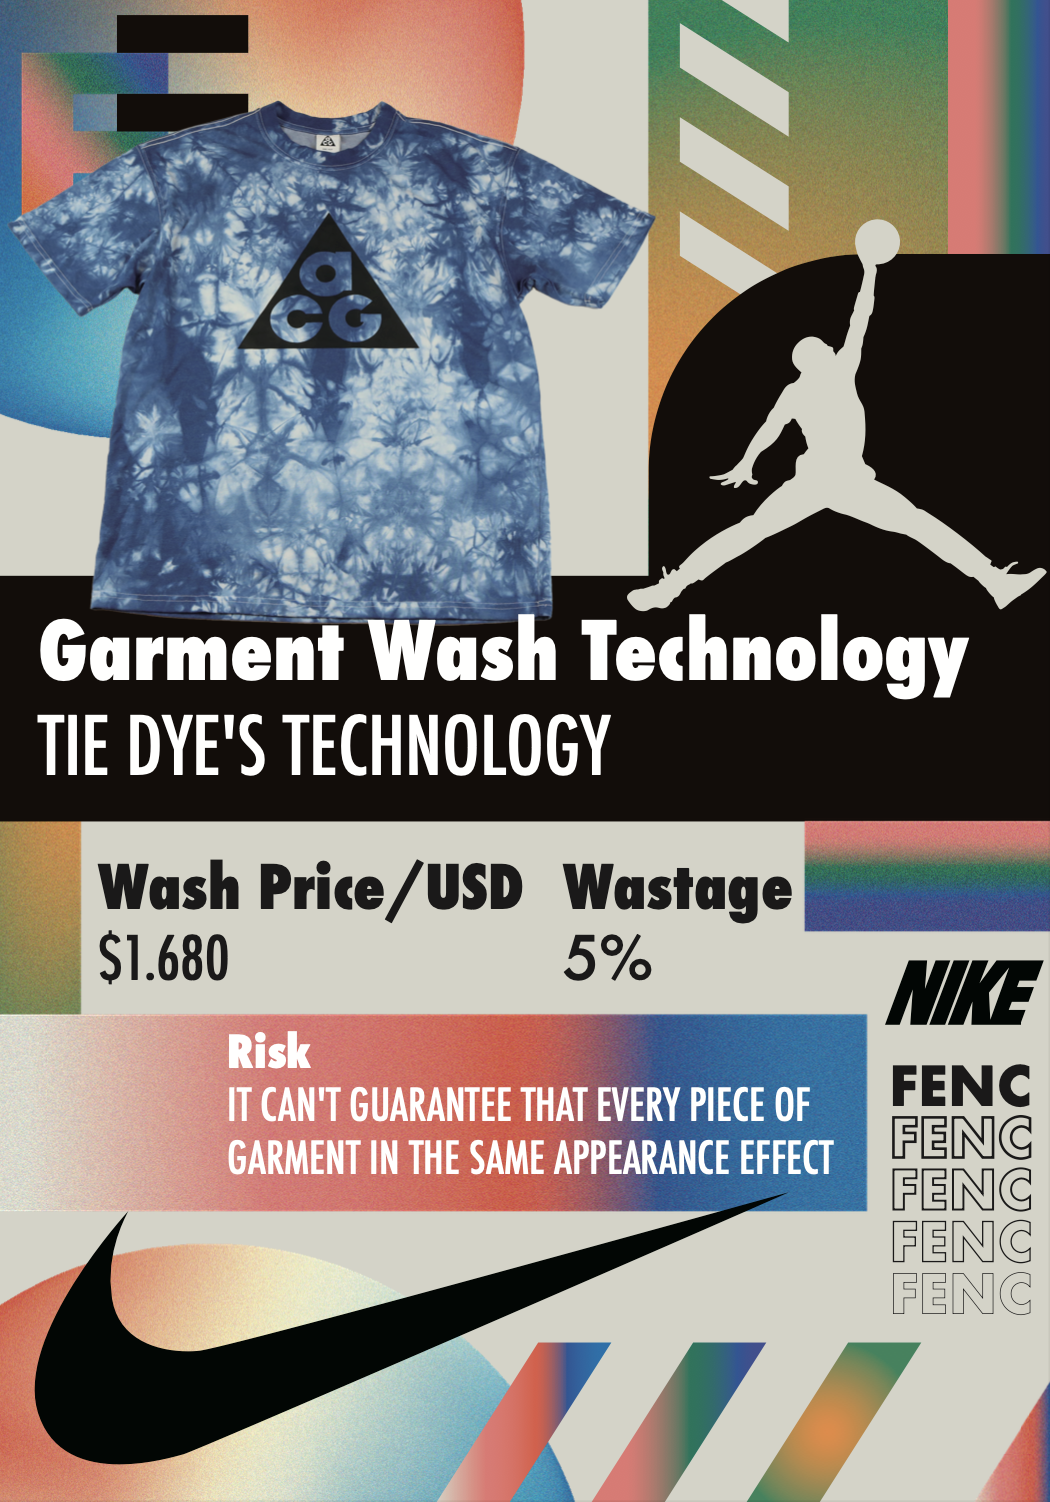 aCG
Garment Wash Technology
TIE DYE'S TECHNOLOGY
Wash Price/USD
$1.680
Wastage
5%
Risk
IT CAN'T GUARANTEE THAT EVERY PIECE OF
GARMENT IN THE SAME APPEARANCE EFFECT
NIKE
FENC
FENC
FENC
FENC
FENC